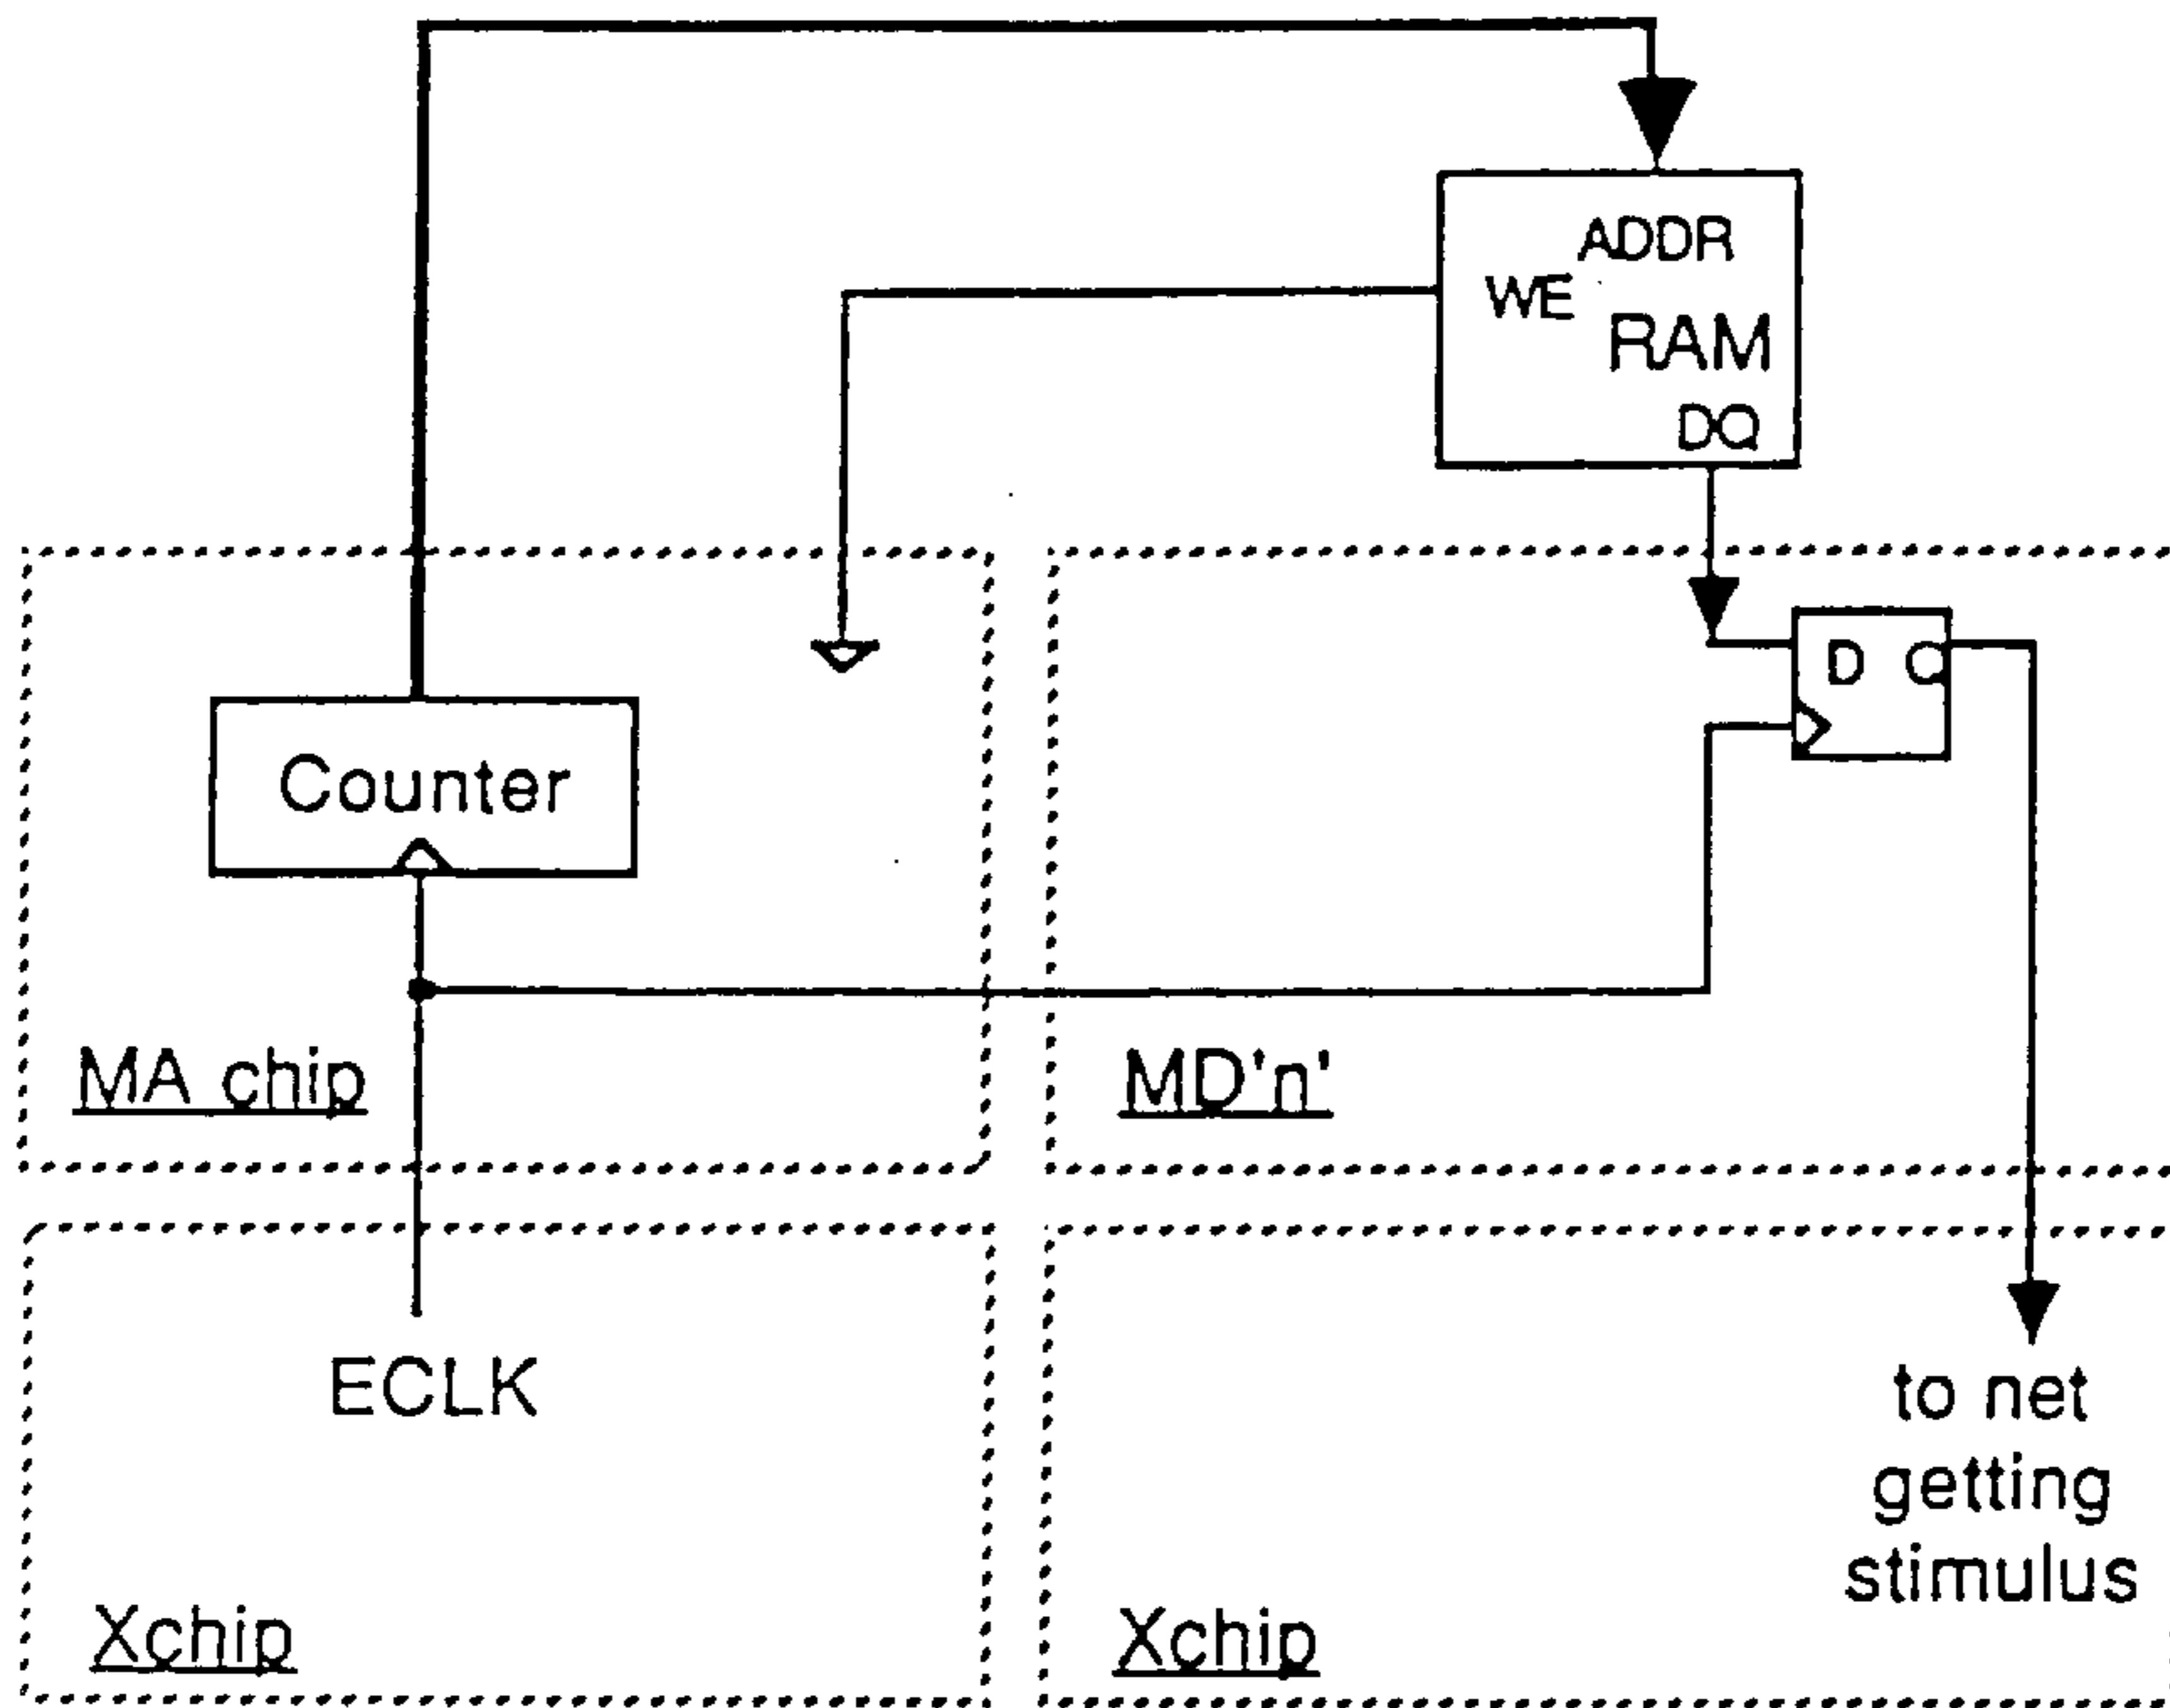 ADDR
WE
RAM
DQ
D Q
Counter
MA chip
MD'n'
ECLK
to net
getting
stimulus
Xchip
Xchip